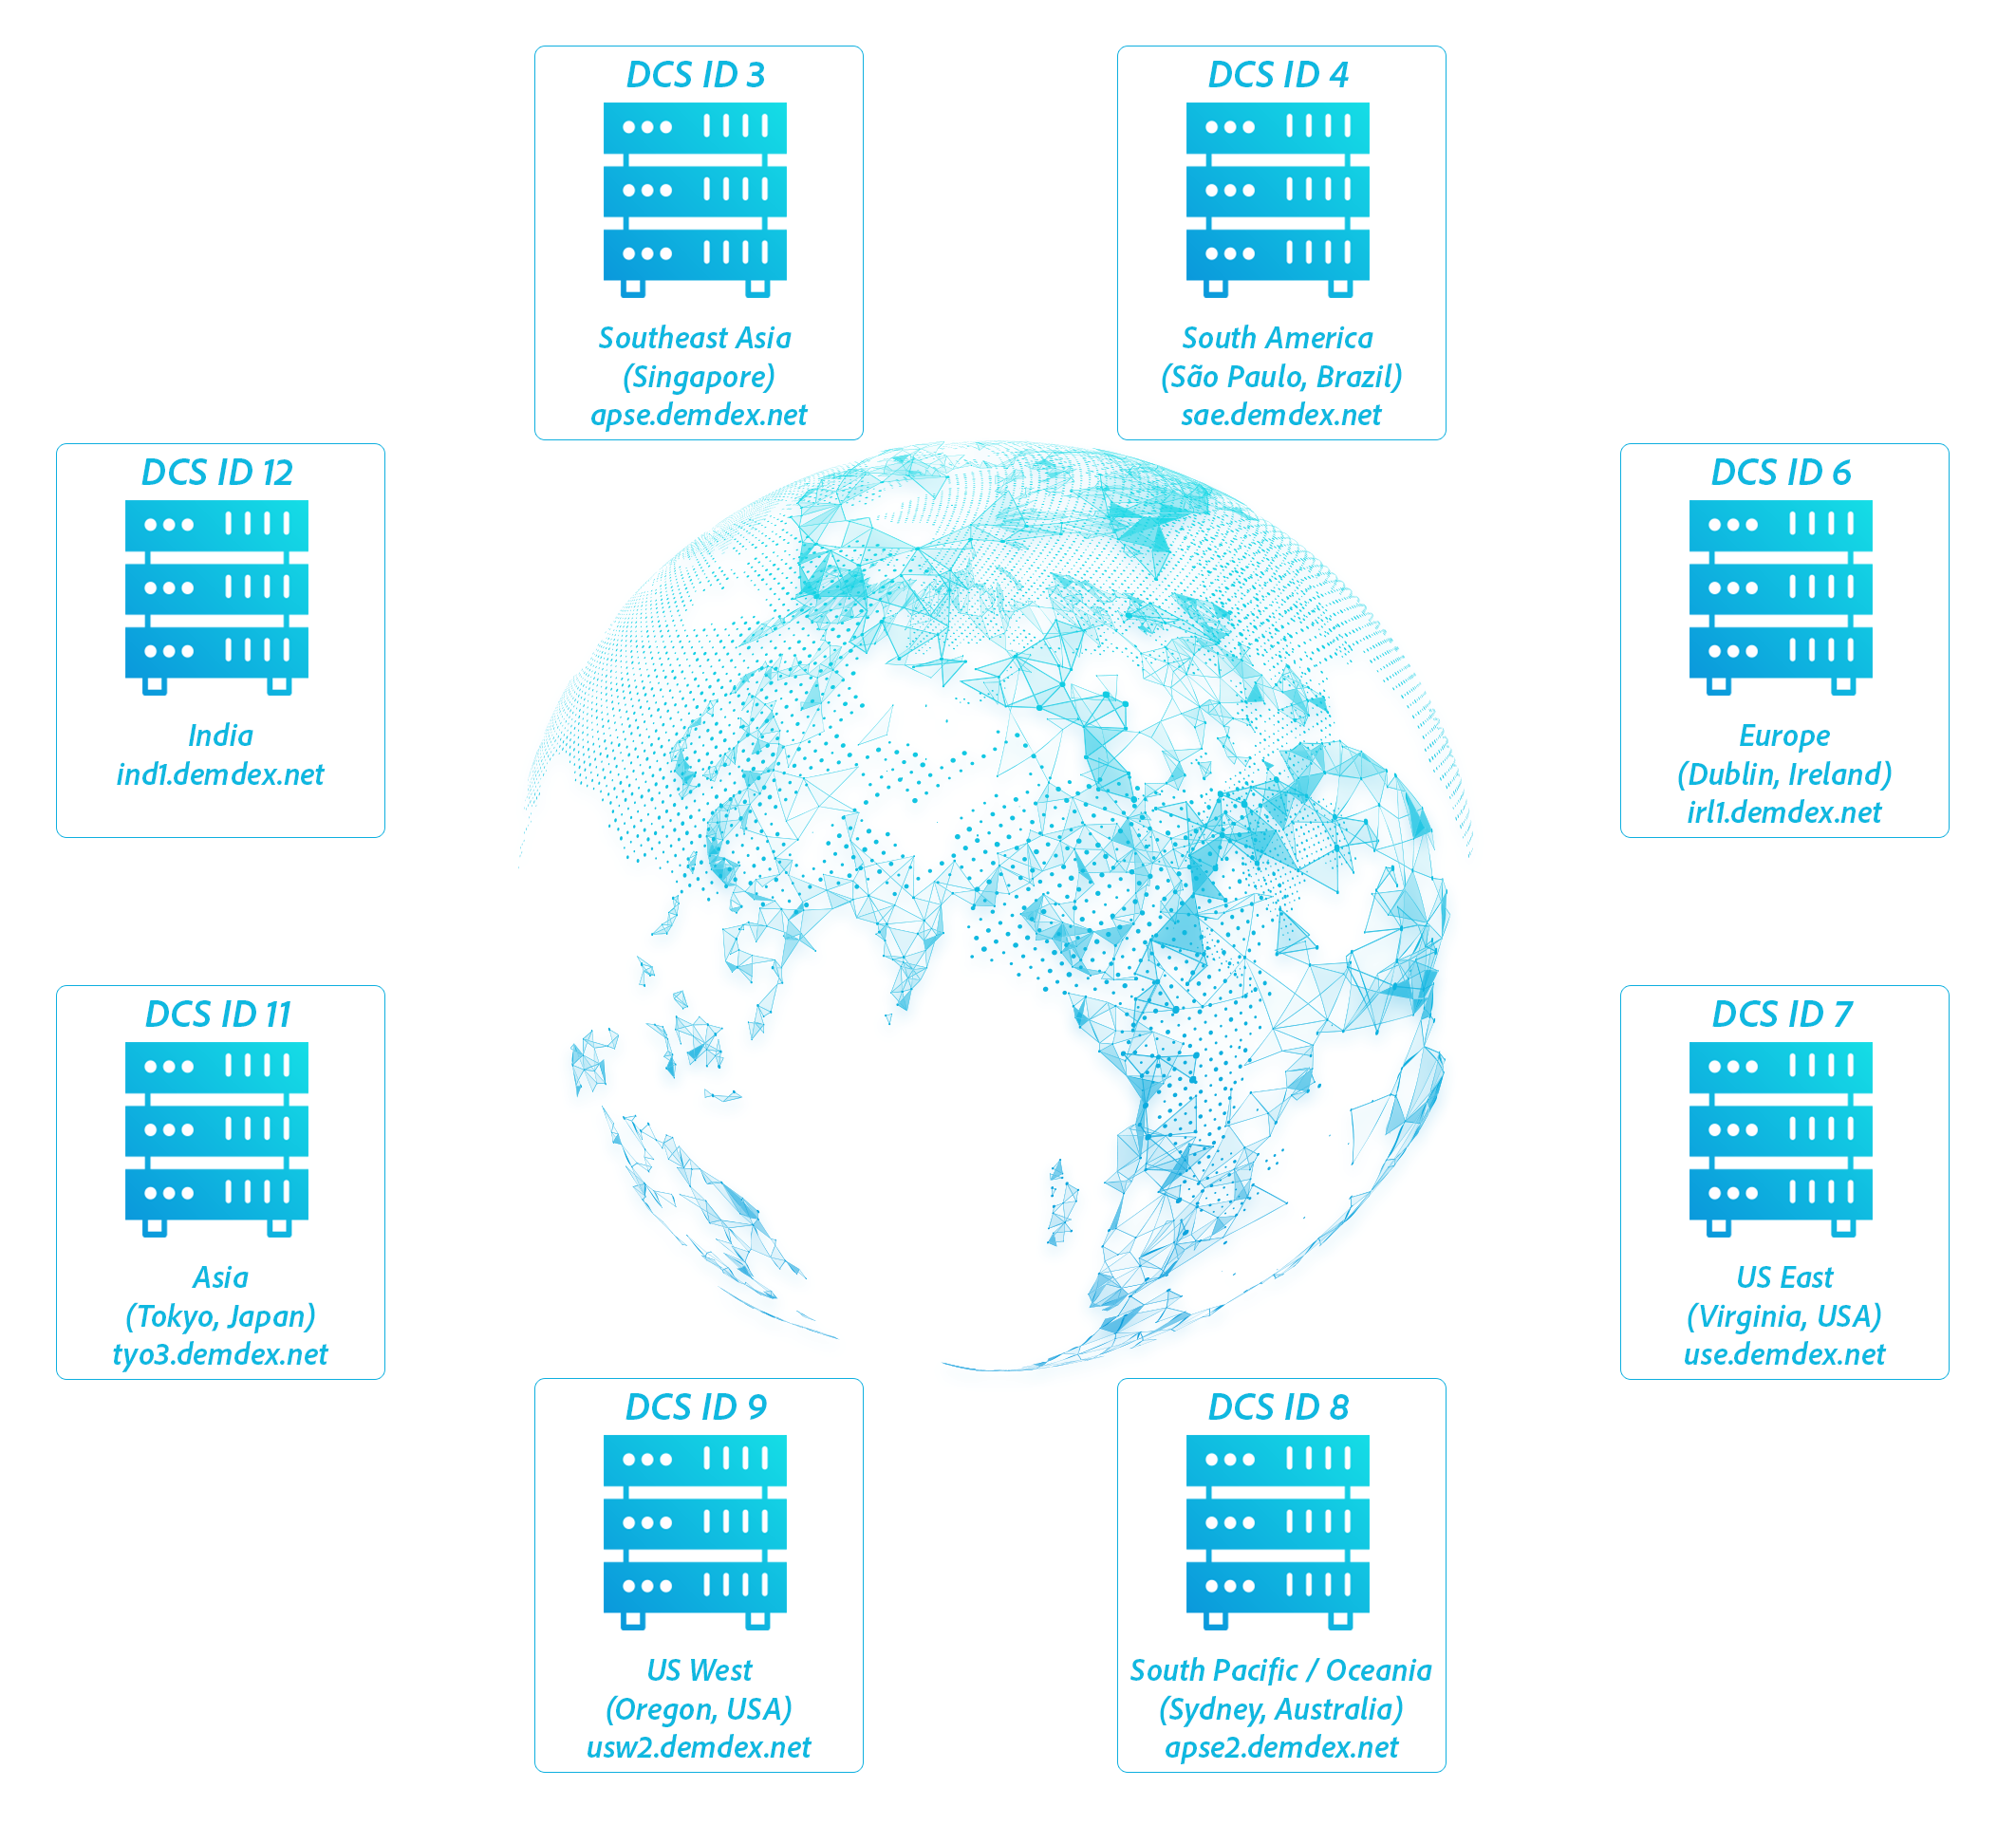 DCS ID 3
Southeast Asia
(Singapore)
apse.demdex.net
DCS ID 4
South America
(São Paulo, Brazil)
sae.demdex.net
DCS ID 12
India
ind1.demdex.net
DCS ID 6
Europe
(Dublin, Ireland)
irl1.demdex.net
DCS ID 11
Asia
(Tokyo, Japan)
tyo3.demdex.net
DCS ID 7
US East
(Virginia, USA)
use.demdex.net
DCS ID 9
US West
(Oregon, USA)
usw2.demdex.net
DCS ID 8
South Pacific / Oceania
(Sydney, Australia)
apse2.demdex.net